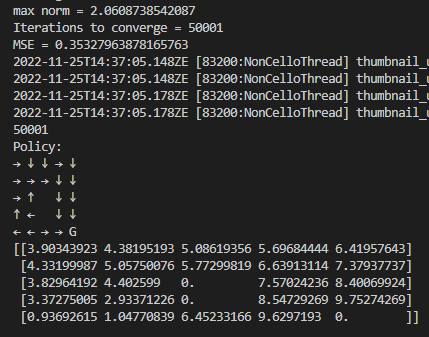 max norm = 2.0608738542087
Iterations to converge = 50001
MSE = 0.35327963878165763
2022-11-25T14:37:05.148ZE [83200:NonCelloThread] thumbnail_u
2022-11-25T14:37:05.148ZE [83200:NonCelloThread] thumbnail_u
2022-11-25T14:37:05.178ZE [83200:NonCelloThread] thumbnail_u
2022-11-25T14:37:05.178ZE [83200:NonCelloThread] thumbnail_u
50001
Policy:
→ ↓ ↓ → ↓
→ → → ↓ ↓
→ ↑   ↓ ↓
↑ ←   ↓ ↓
← ← → → G
[[3.90343923 4.38195193 5.08619356 5.69684444 6.41957643]
 [4.33199987 5.05750076 5.77299819 6.63913114 7.37937737]
 [3.82964192 4.402599   0.         7.57024236 8.40069924]
 [3.37275005 2.93371226 0.         8.54729269 9.75274269]
 [0.93692615 1.04770839 6.45233166 9.6297193  0.        ]]